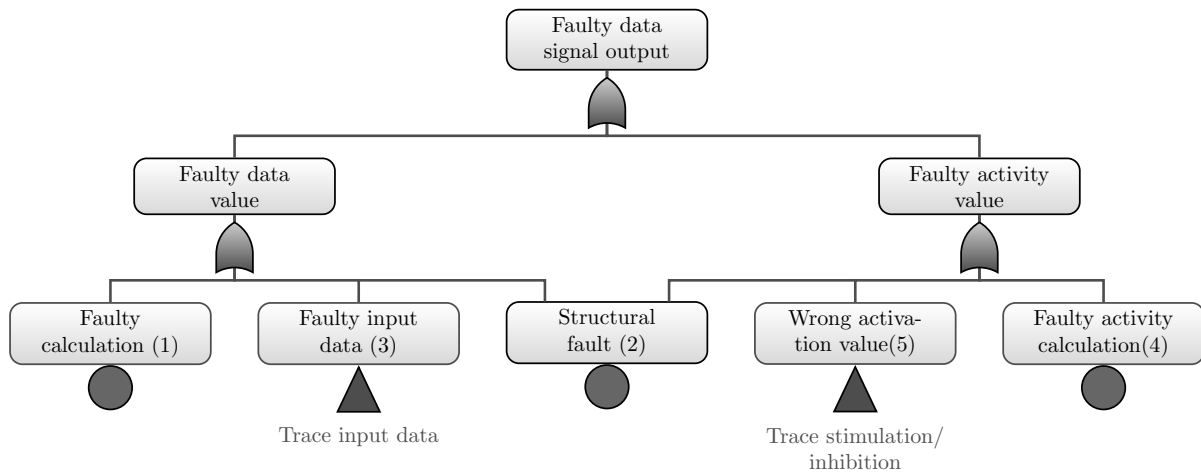 Faulty data
signal output
Faulty data
value
Faulty activity
value
Faulty
calculation (1)
Faulty input
data (3)
Structural
fault (2)
Wrong activa-
tion value(5)
Faulty activity
calculation(4)
Trace input data
Trace stimulation/
inhibition